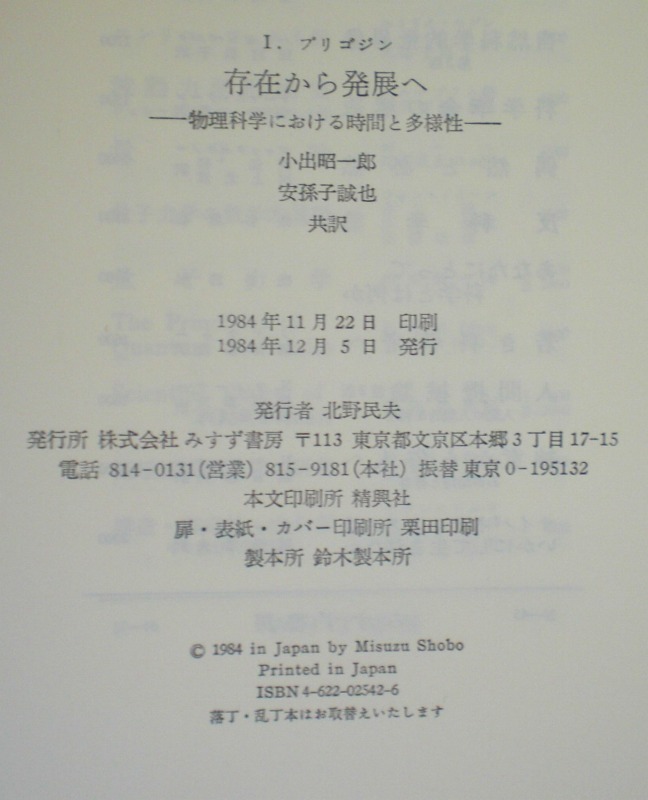 I. プリゴジン
存在から発展へ
——物理科学における時間と多様性——
小出昭一郎
安孫子誠也
共訳
1984年11月22日 印刷
1984年12月 5日 発行
発行者 北野民夫
発行所 株式会社 みすず書房 〒113 東京都文京区本郷3丁目17-15
電話 814-0131(営業) 815-9181(本社) 振替 東京0-195132
本文印刷所 精興社
扉・表紙・カバー印刷所 栗田印刷
製本所 鈴木製本所
© 1984 in Japan by Misuzu Shobo
Printed in Japan
ISBN4-622-02542-6
落丁・乱丁本はお取替えいたします